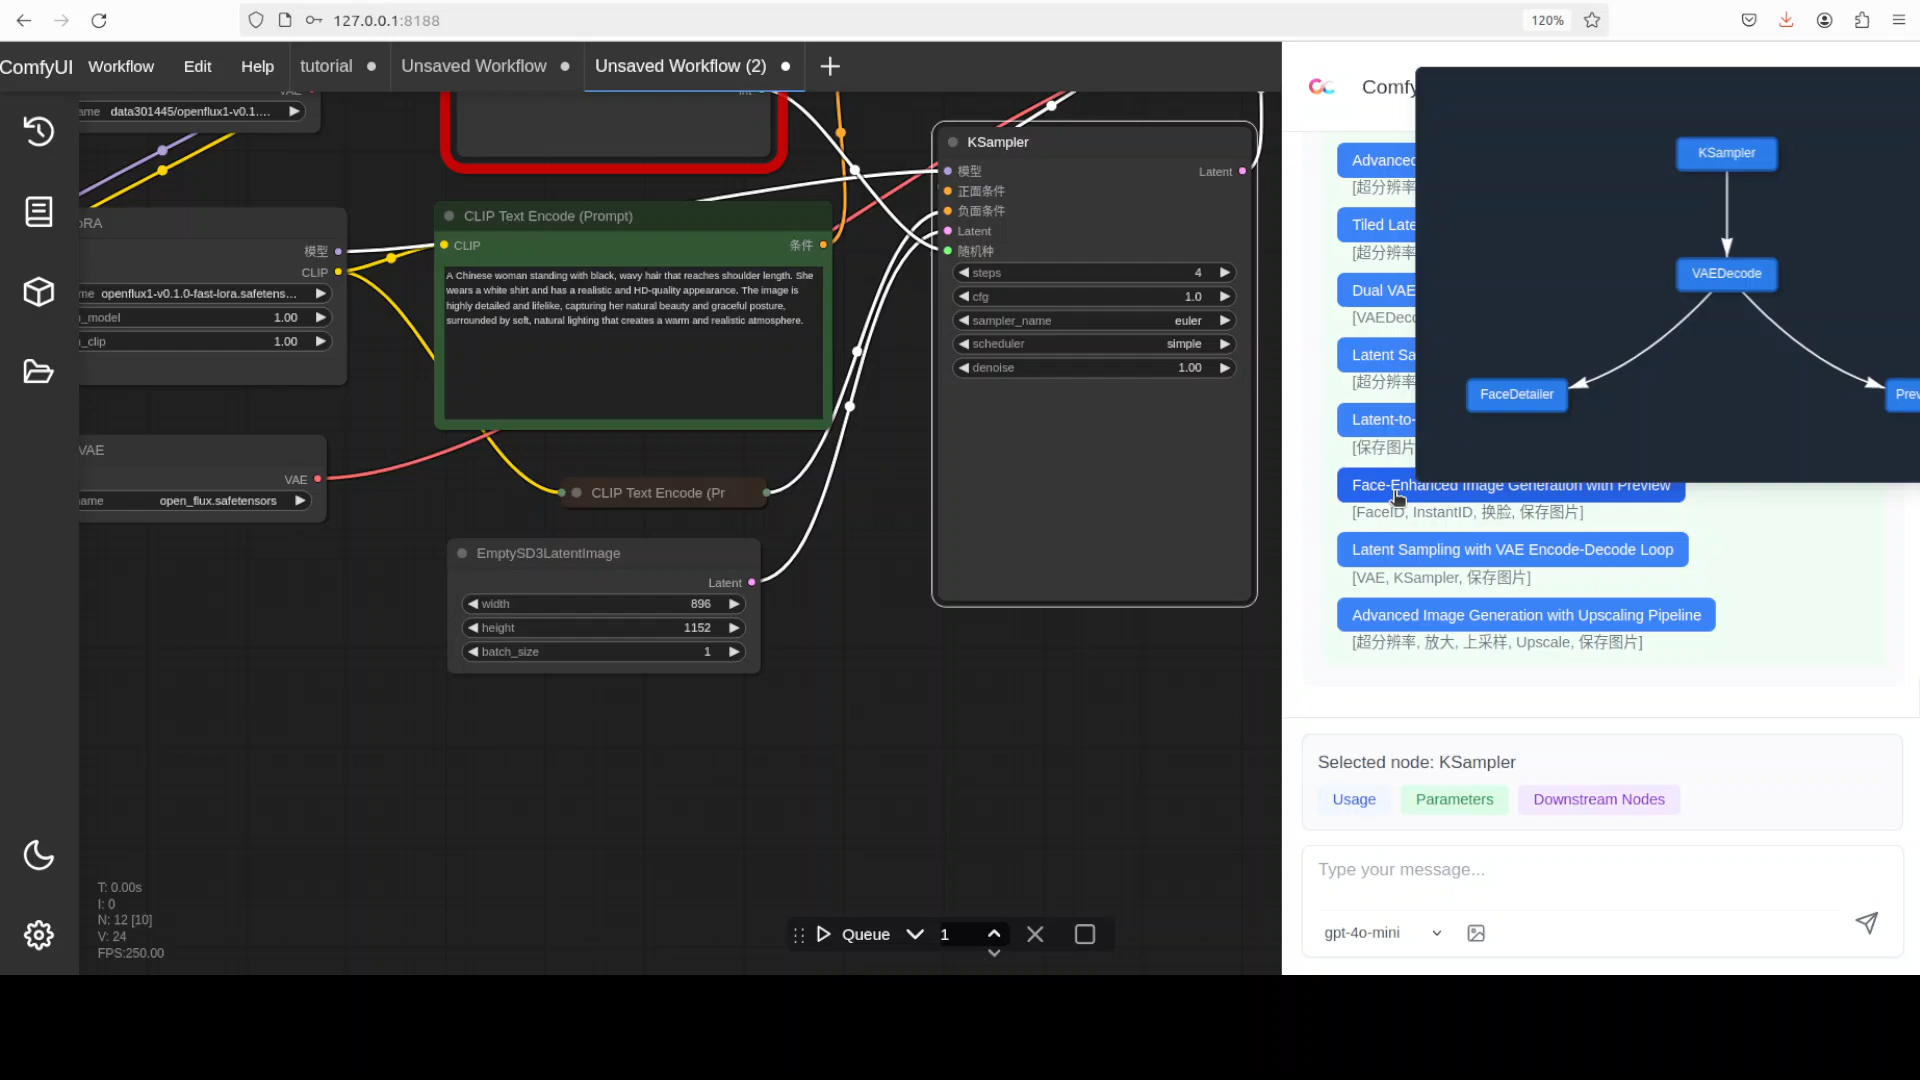 127.0.0.1:8188
120%
ComfyUI
Workflow
Edit
Help
tutorial
Unsaved Workflow
Unsaved Workflow (2)
data301445/openflux1-v0.1....
模型
CLIP
openflux1-v0.1.0-fast-lora.safetens...
1.00
1.00
VAE
VAE
open_flux.safetensors
CLIP Text Encode (Prompt)
CLIP
条件
A Chinese woman standing with black, wavy hair that reaches shoulder length. She
wears a white shirt and has a realistic and HD-quality appearance. The image is
highly detailed and lifelike, capturing her natural beauty and graceful posture,
surrounded by soft, natural lighting that creates a warm and realistic atmosphere.
CLIP Text Encode (Pr
EmptySD3LatentImage
Latent
width 896
height 1152
batch_size 1
KSampler
模型
Latent
正面条件
负面条件
Latent
随机种
steps 4
cfg 1.0
sampler_name euler
scheduler simple
denoise 1.00
T: 0.00s
I: 0
N: 12 [10]
V: 24
FPS:250.00
Queue
1
Comfy
Advanced
[超分辨率
Tiled Late
[超分辨率
Dual VAE
[VAEDeco
Latent Sa
[超分辨率
Latent-to-
[保存图片
KSampler
VAEDecode
FaceDetailer
Prev
Face-Enhanced Image Generation with Preview
[FaceID, InstantID, 换脸, 保存图片]
Latent Sampling with VAE Encode-Decode Loop
[VAE, KSampler, 保存图片]
Advanced Image Generation with Upscaling Pipeline
[超分辨率, 放大, 上采样, Upscale, 保存图片]
Selected node: KSampler
Usage
Parameters
Downstream Nodes
Type your message...
gpt-4o-mini